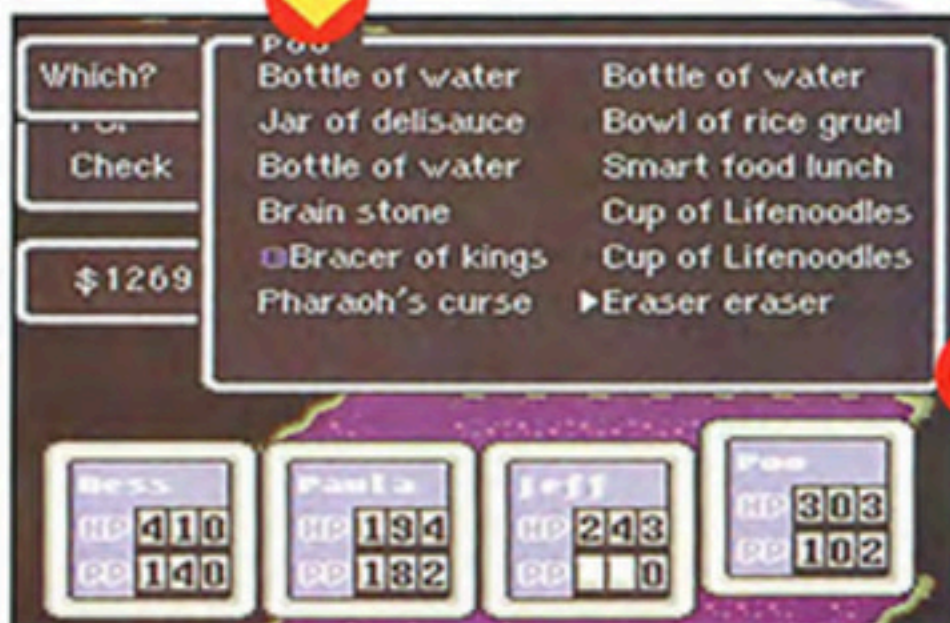 Poo
Which?
Check
$1269
Bottle of water Bottle of water
Jar of delisauce Bowl of rice gruel
Bottle of water Smart food lunch
Brain stone Cup of Lifenoodles
Bracer of kings Cup of Lifenoodles
Pharaoh's curse ▶Eraser eraser
Ness
HP 410
PP 140
Paula
HP 194
PP 182
Jeff
HP 243
PP 0
Poo
HP 303
PP 102